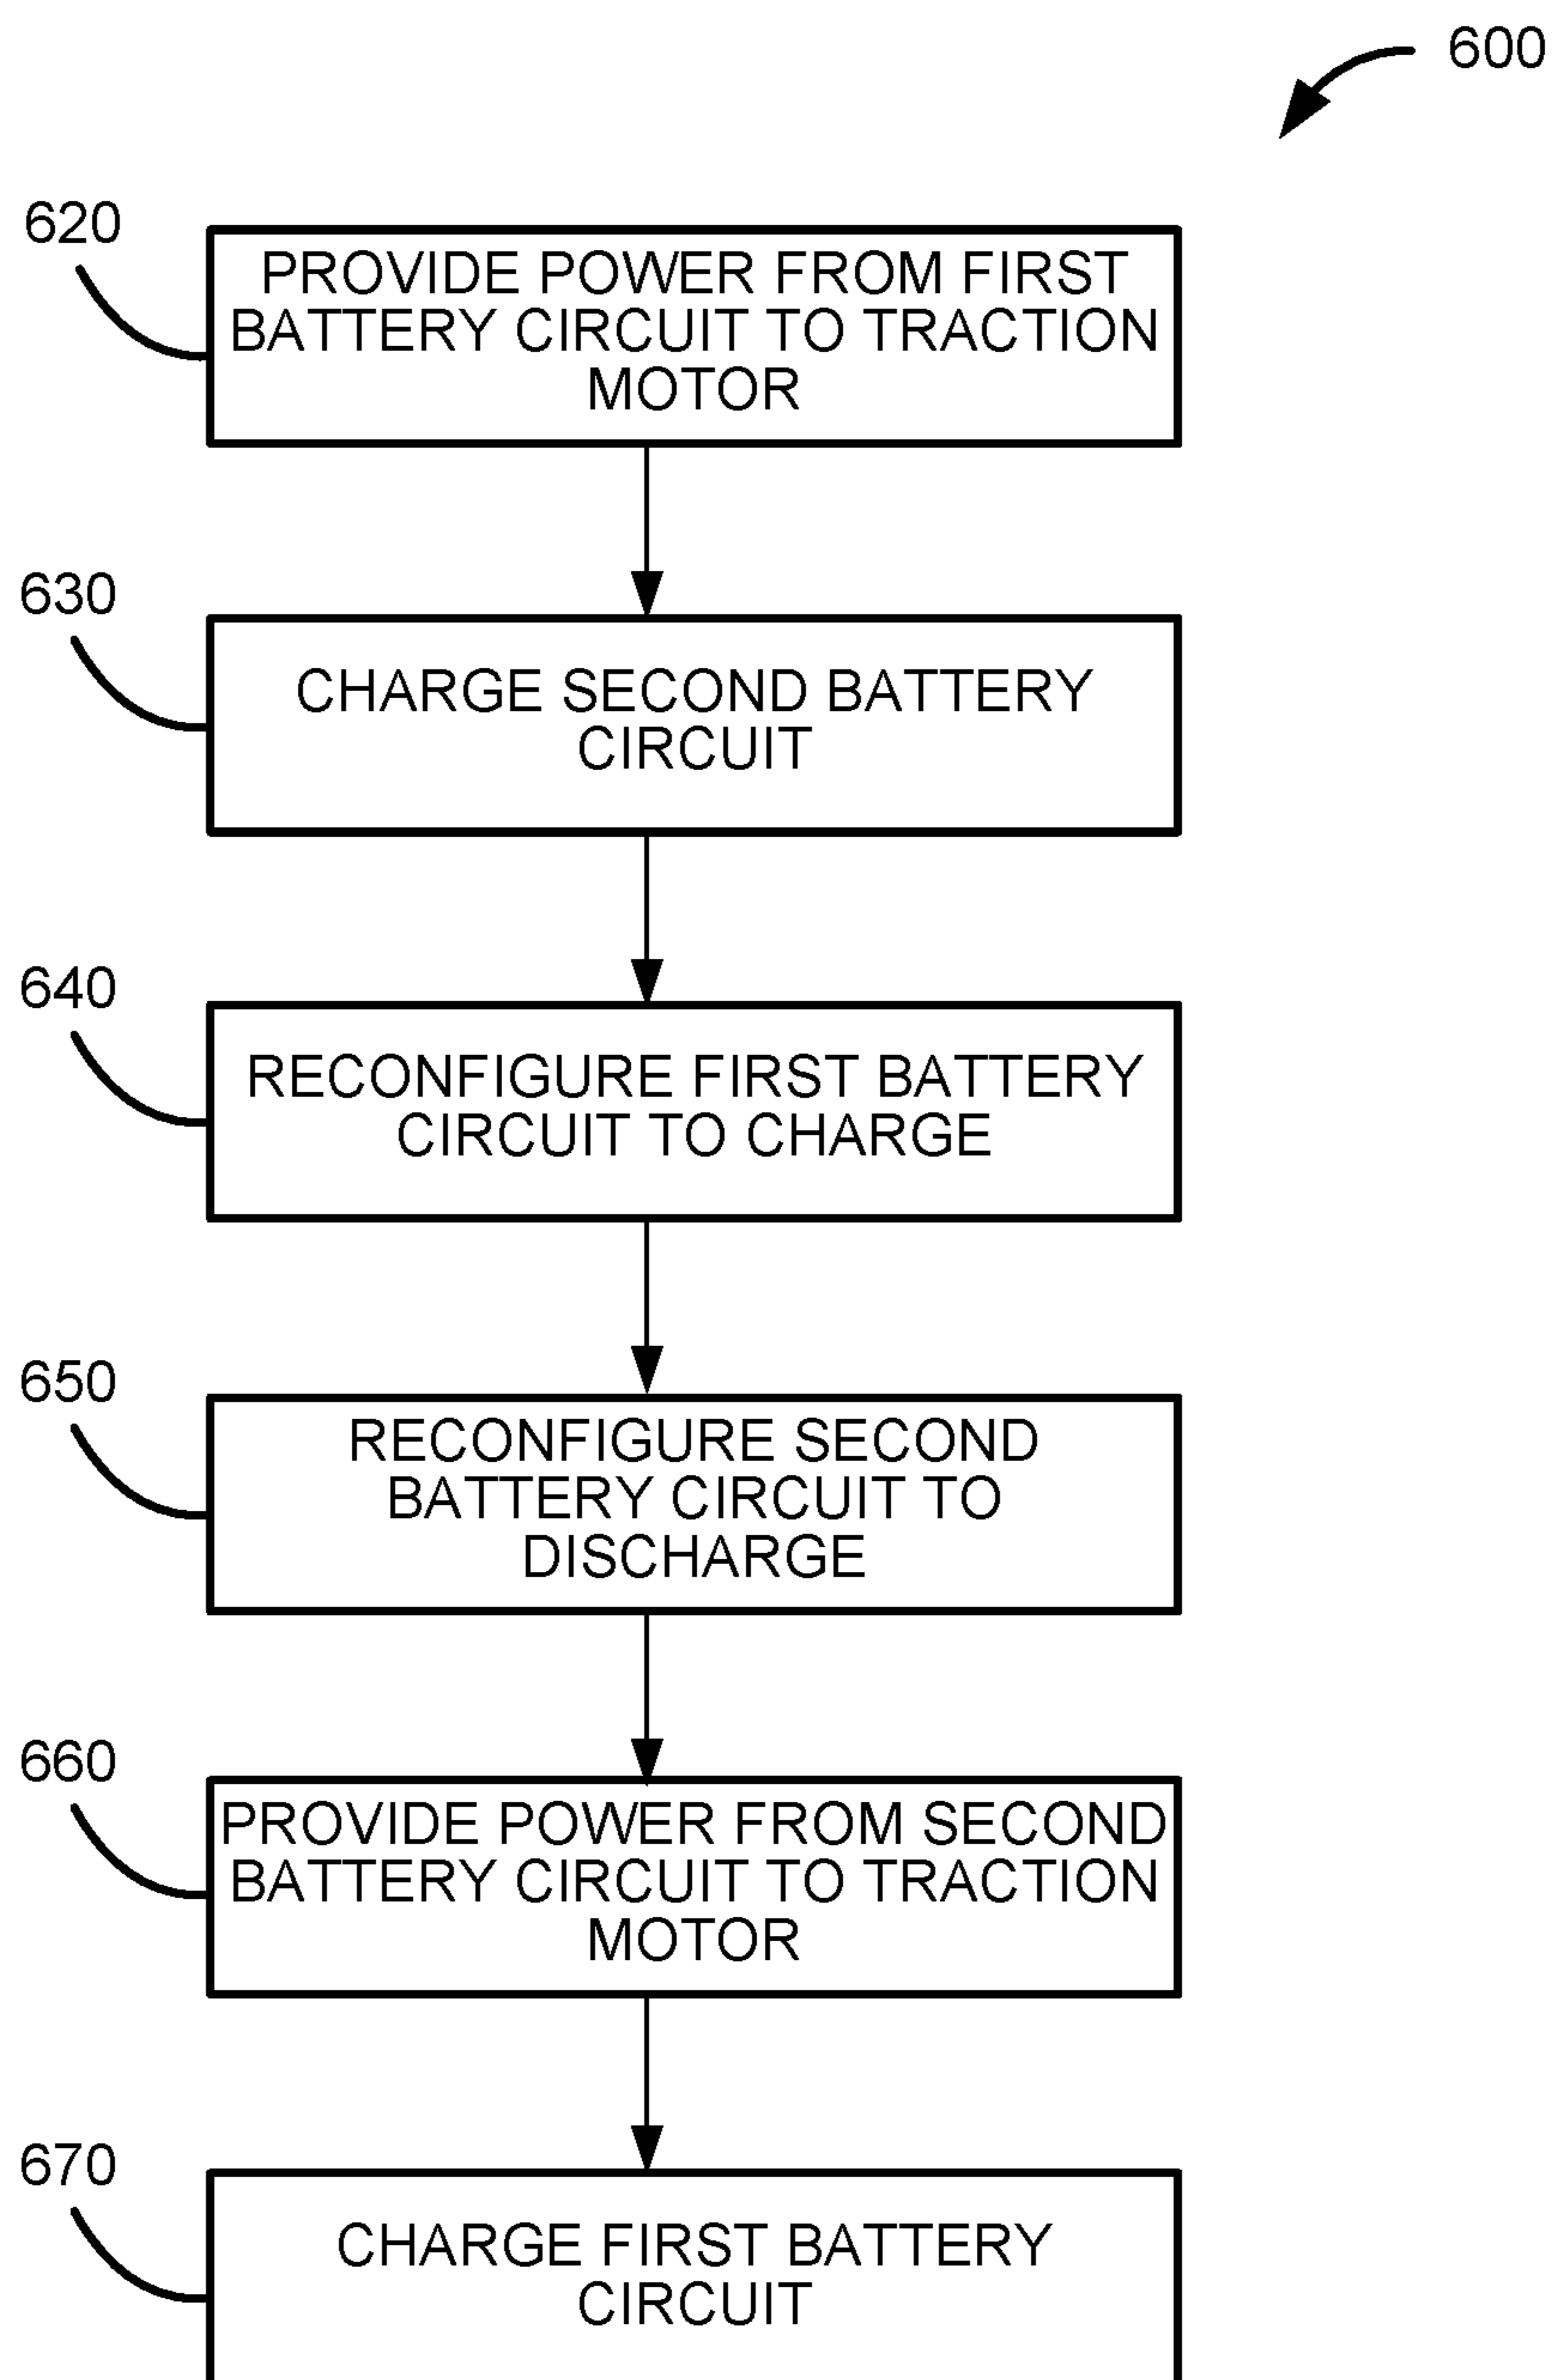 600
620
PROVIDE POWER FROM FIRST
BATTERY CIRCUIT TO TRACTION
MOTOR
630
CHARGE SECOND BATTERY
CIRCUIT
640
RECONFIGURE FIRST BATTERY
CIRCUIT TO CHARGE
650
RECONFIGURE SECOND
BATTERY CIRCUIT TO
DISCHARGE
660
PROVIDE POWER FROM SECOND
BATTERY CIRCUIT TO TRACTION
MOTOR
670
CHARGE FIRST BATTERY
CIRCUIT